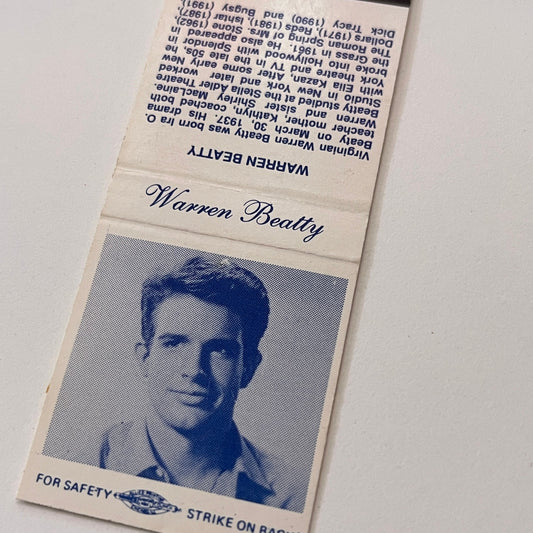 WARREN BEATTY
Virginian Warren Beatty was born Ira O.
Beaty on March 30, 1937. His drama
teacher mother, Kathlyn, coached both
Warren and sister Shirley Maclaine.
Beatty studied at the Stella Adler Theatre
Studio in New York and later worked
with Elia Kazan. After some early New
York theatre and TV in the late 50s, he
broke into Hollywood with Splendor in
The Grass in 1961. He also appeared in
The Roman Spring of Mrs. Stone (1962),
Dollars (1971), Reds (1981), Ishtar (1987),
Dick Tracy (1990) and Bugsy (1991)
Warren Beatty
FOR SAFETY STRIKE ON BACK